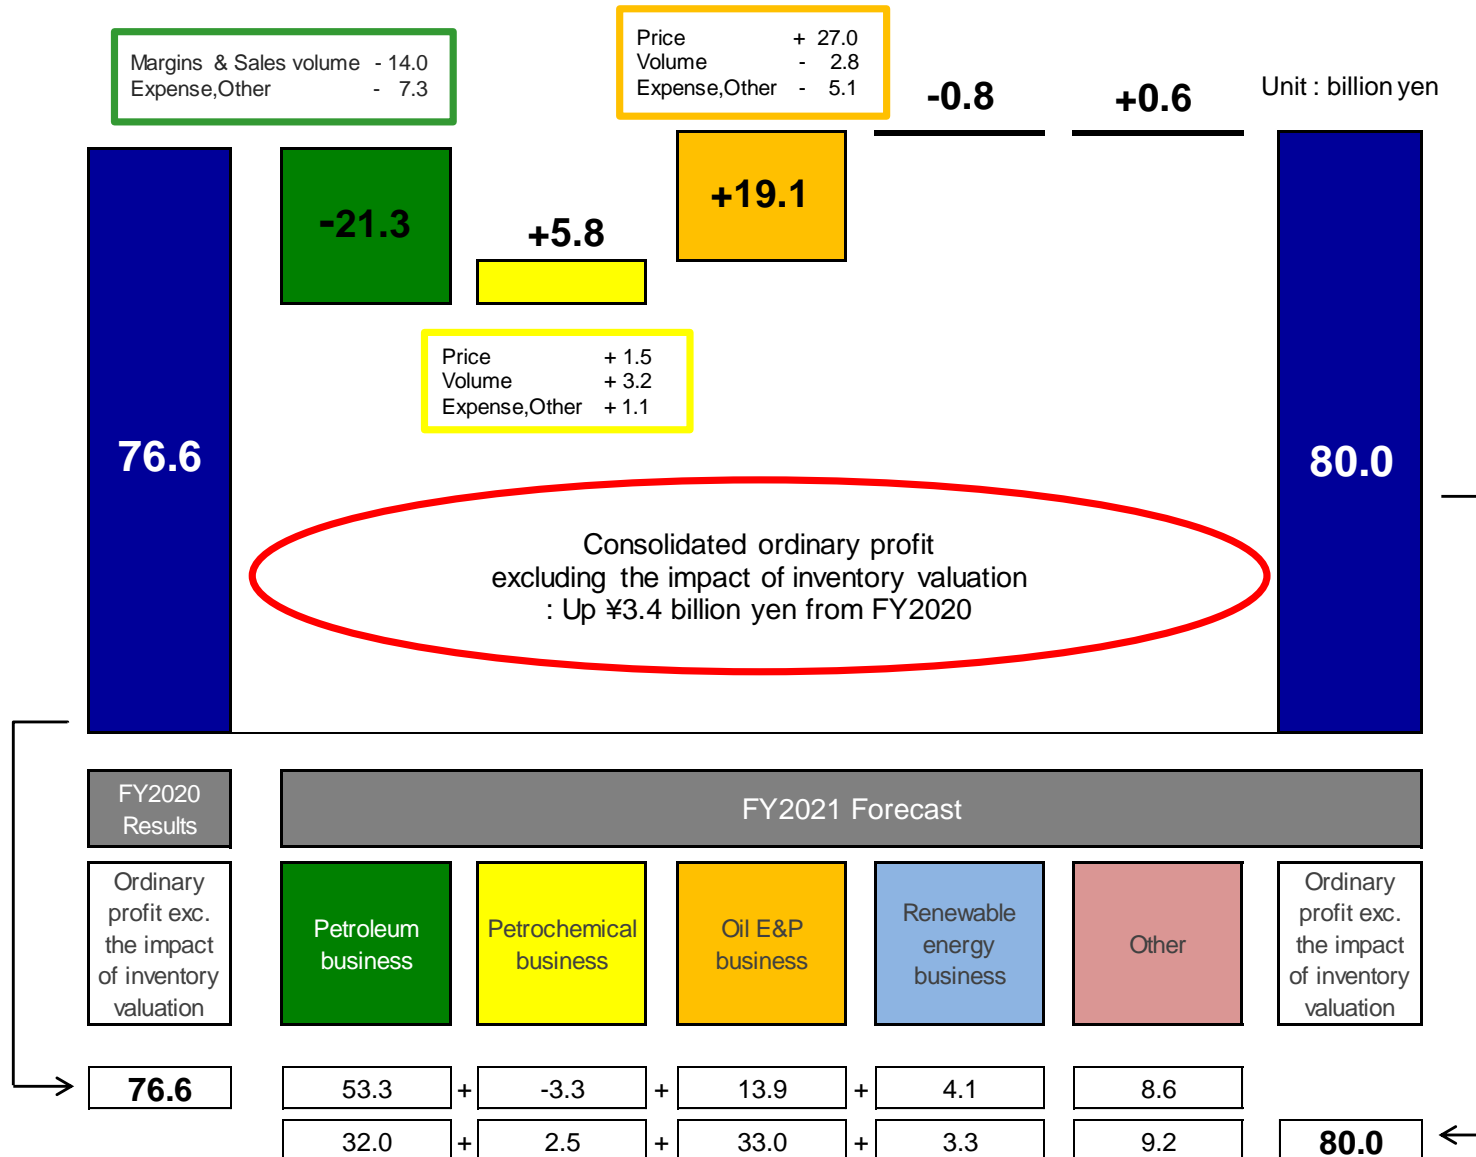 Margins & Sales volume - 14.0
Expense,Other - 7.3
Price + 27.0
Volume - 2.8
Expense,Other - 5.1
-0.8
+0.6
Unit : billion yen
-21.3
+5.8
+19.1
Price + 1.5
Volume + 3.2
Expense,Other + 1.1
76.6
80.0
Consolidated ordinary profit
excluding the impact of inventory valuation
: Up ¥3.4 billion yen from FY2020
FY2020
Results
FY2021 Forecast
Ordinary
profit exc.
the impact
of inventory
valuation
Petroleum
business
Petrochemical
business
Oil E&P
business
Renewable
energy
business
Other
Ordinary
profit exc.
the impact
of inventory
valuation
76.6 53.3 + -3.3 + 13.9 + 4.1 8.6
32.0 + 2.5 + 33.0 + 3.3 9.2 80.0